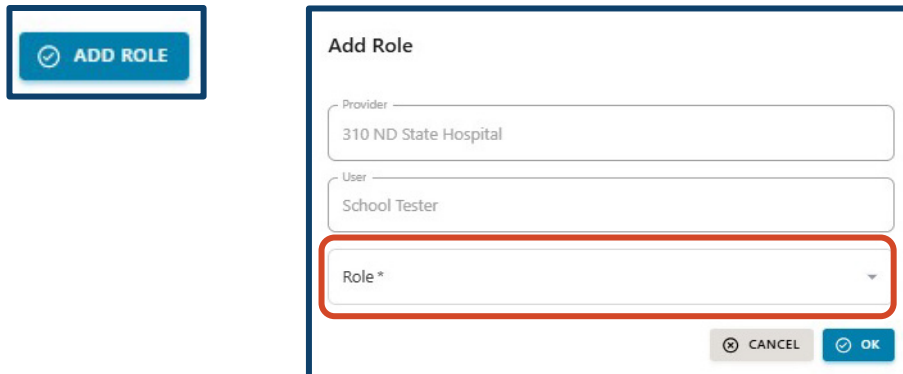 ADD ROLE
Add Role
Provider
310 ND State Hospital
User
School Tester
Role *
CANCEL OK